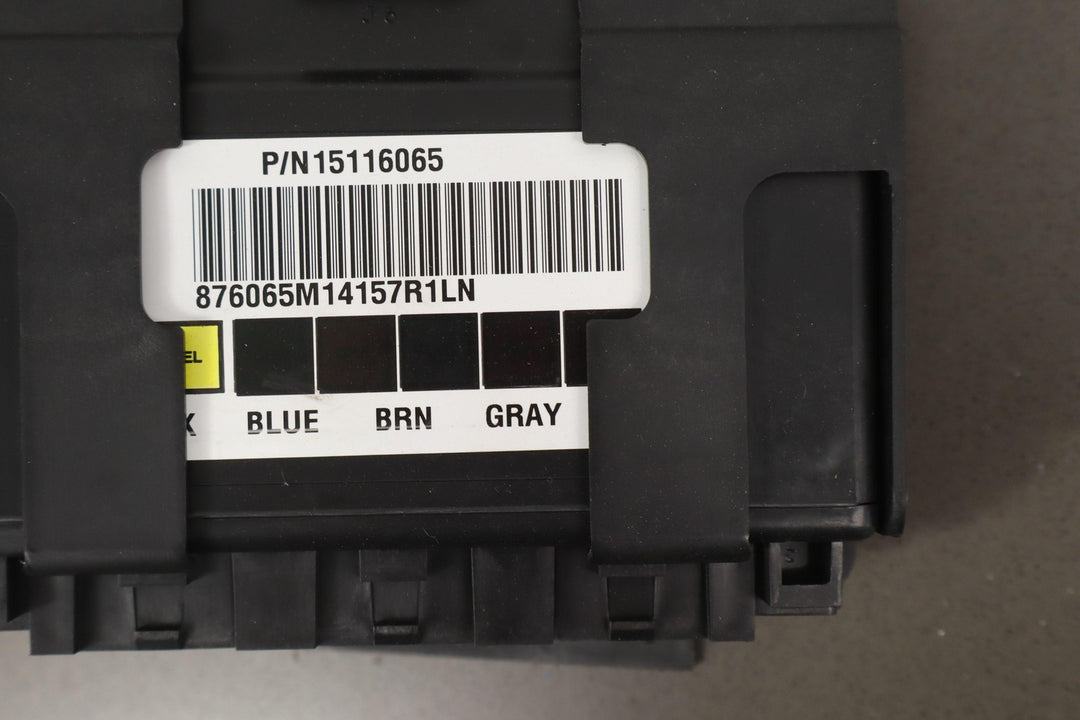 P/N15116065
876065M14157R1LN
EL
BLUE BRN GRAY